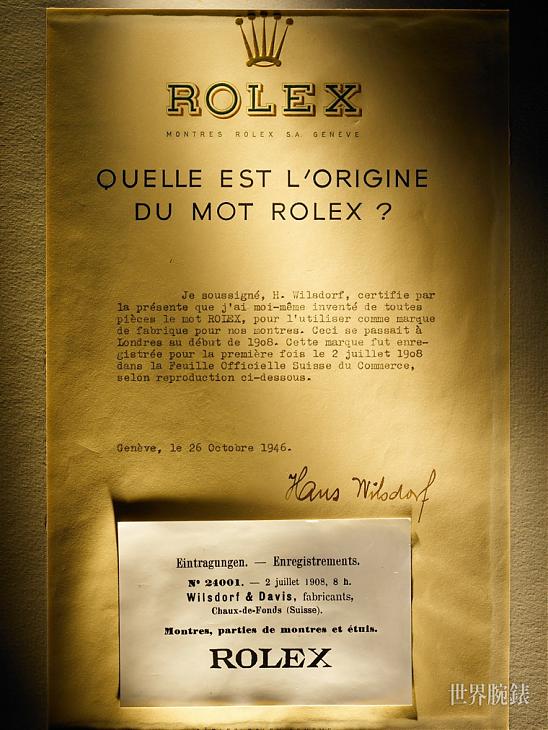 ROLEX
MONTRES ROLEX S.A. GENÈVE
QUELLE EST L'ORIGINE
DU MOT ROLEX ?
Je soussigné, H. Wilsdorf, certifie par
la présente que j'ai moi-même inventé de toutes
pièces le mot ROLEX, pour l'utiliser comme marque
de fabrique pour nos montres. Ceci se passait à
Londres au début de 1908. Cette marque fut enre-
gistrée pour la première fois le 2 juillet 1908
dans la Feuille Officielle Suisse du Commerce,
selon reproduction ci-dessous.
Genève, le 26 Octobre 1946.
Hans Wilsdorf
Eintragungen. — Enregistrements.
Nº 24001. — 2 juillet 1908, 8 h.
Wilsdorf & Davis, fabricants,
Chaux-de-Fonds (Suisse).
Montres, parties de montres et étuis.
ROLEX
世界腕錶